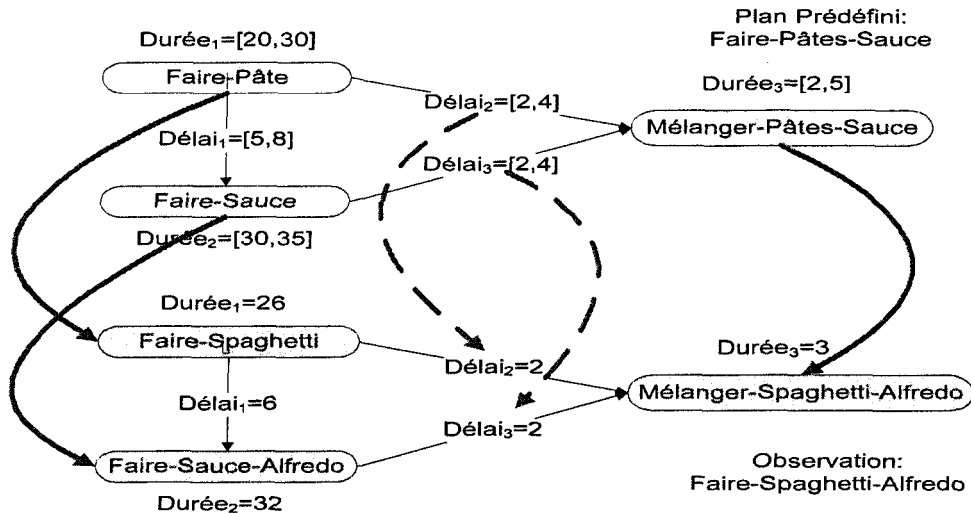 Plan Prédéfini:
Faire-Pâtes-Sauce
Durée₁=[20,30]
Faire-Pâte
Durée₃=[2,5]
Délai₂=[2,4]
Mélanger-Pâtes-Sauce
Délai₁=[5,8]
Délai₃=[2,4]
Faire-Sauce
Durée₂=[30,35]
Durée₁=26
Faire-Spaghetti
Durée₃=3
Délai₂=2
Mélanger-Spaghetti-Alfredo
Délai₁=6
Délai₃=2
Faire-Sauce-Alfredo
Durée₂=32
Observation:
Faire-Spaghetti-Alfredo